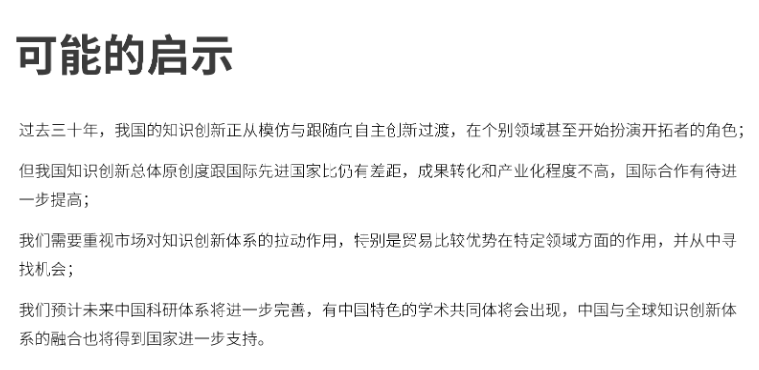 可能的启示
过去三十年，我国的知识创新正从模仿与跟随向自主创新过渡，在个别领域甚至开始扮演开拓者的角色；
但我国知识创新总体原创度跟国际先进国家比仍有差距，成果转化和产业化程度不高，国际合作有待进
一步提高；
我们需要重视市场对知识创新体系的拉动作用，特别是贸易比较优势在特定领域方面的作用，并从中寻
找机会；
我们预计未来中国科研体系将进一步完善，有中国特色的学术共同体将会出现，中国与全球知识创新体
系的融合也将得到国家进一步支持。